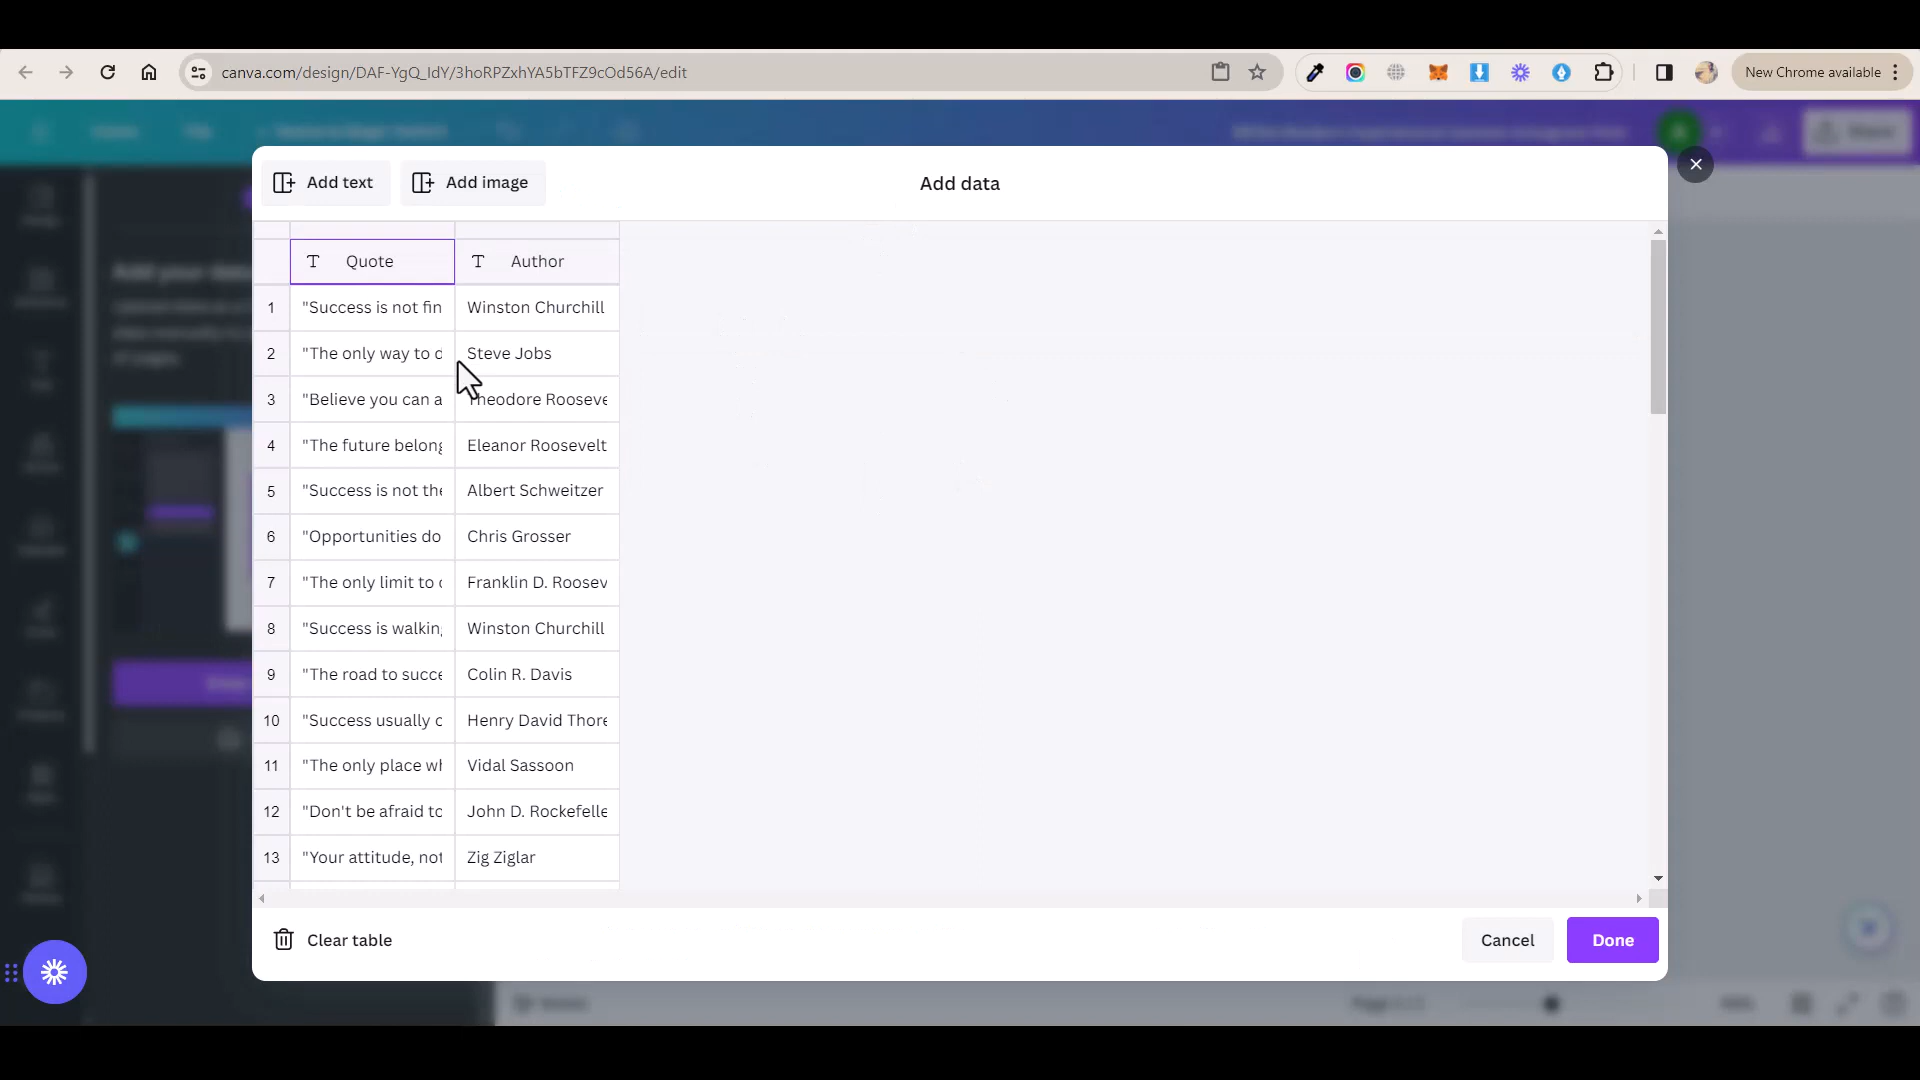 canva.com/design/DAF-YgQ_IdY/3hoRPZxhYA5bTFZ9cOd56A/edit
New Chrome available
Add text
Add image
Add data
Quote Author
1 "Success is not fin Winston Churchill
2 "The only way to d Steve Jobs
3 "Believe you can a Theodore Rooseve
4 "The future belong Eleanor Roosevelt
5 "Success is not the Albert Schweitzer
6 "Opportunities do Chris Grosser
7 "The only limit to o Franklin D. Roosev
8 "Success is walking Winston Churchill
9 "The road to succe Colin R. Davis
10 "Success usually c Henry David Thore
11 "The only place wh Vidal Sassoon
12 "Don't be afraid to John D. Rockefelle
13 "Your attitude, not Zig Ziglar
Clear table
Cancel
Done